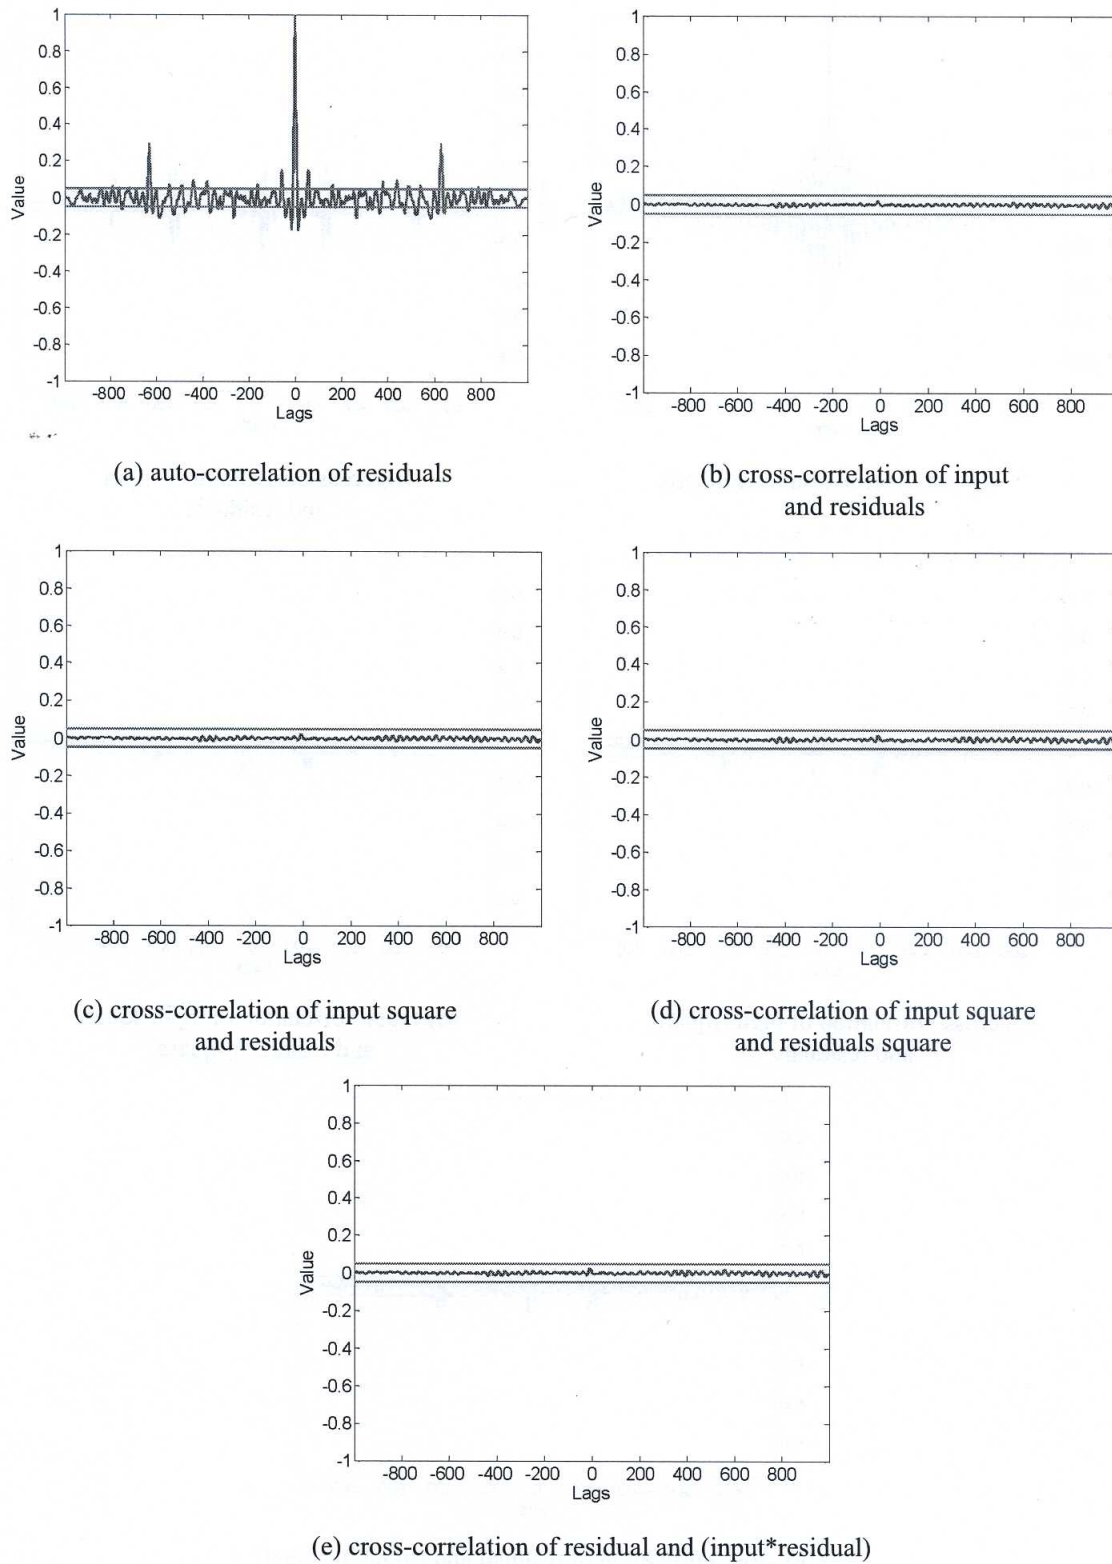 1
0.8
0.6
0.4
0.2
0
-0.2
-0.4
-0.6
-0.8
-1
Value
-800 -600 -400 -200 0 200 400 600 800
Lags
(a) auto-correlation of residuals
1
0.8
0.6
0.4
0.2
0
-0.2
-0.4
-0.6
-0.8
-1
Value
-800 -600 -400 -200 0 200 400 600 800
Lags
(b) cross-correlation of input
and residuals
1
0.8
0.6
0.4
0.2
0
-0.2
-0.4
-0.6
-0.8
-1
Value
-800 -600 -400 -200 0 200 400 600 800
Lags
(c) cross-correlation of input square
and residuals
1
0.8
0.6
0.4
0.2
0
-0.2
-0.4
-0.6
-0.8
-1
Value
-800 -600 -400 -200 0 200 400 600 800
Lags
(d) cross-correlation of input square
and residuals square
1
0.8
0.6
0.4
0.2
0
-0.2
-0.4
-0.6
-0.8
-1
Value
-800 -600 -400 -200 0 200 400 600 800
Lags
(e) cross-correlation of residual and (input*residual)